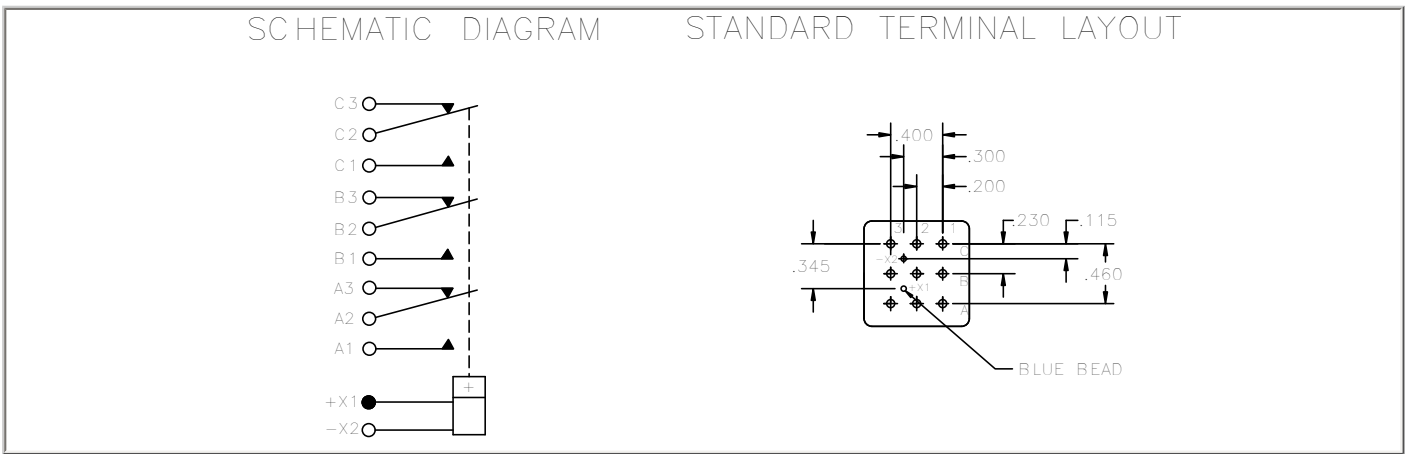 SCHEMATIC DIAGRAM
STANDARD TERMINAL LAYOUT
C3
C2
C1
B3
B2
B1
A3
A2
A1
+
+X1
-X2
.400
.300
.200
.230
.115
3 2 1
C
-X2
.345
.460
B
+X1
A
BLUE BEAD